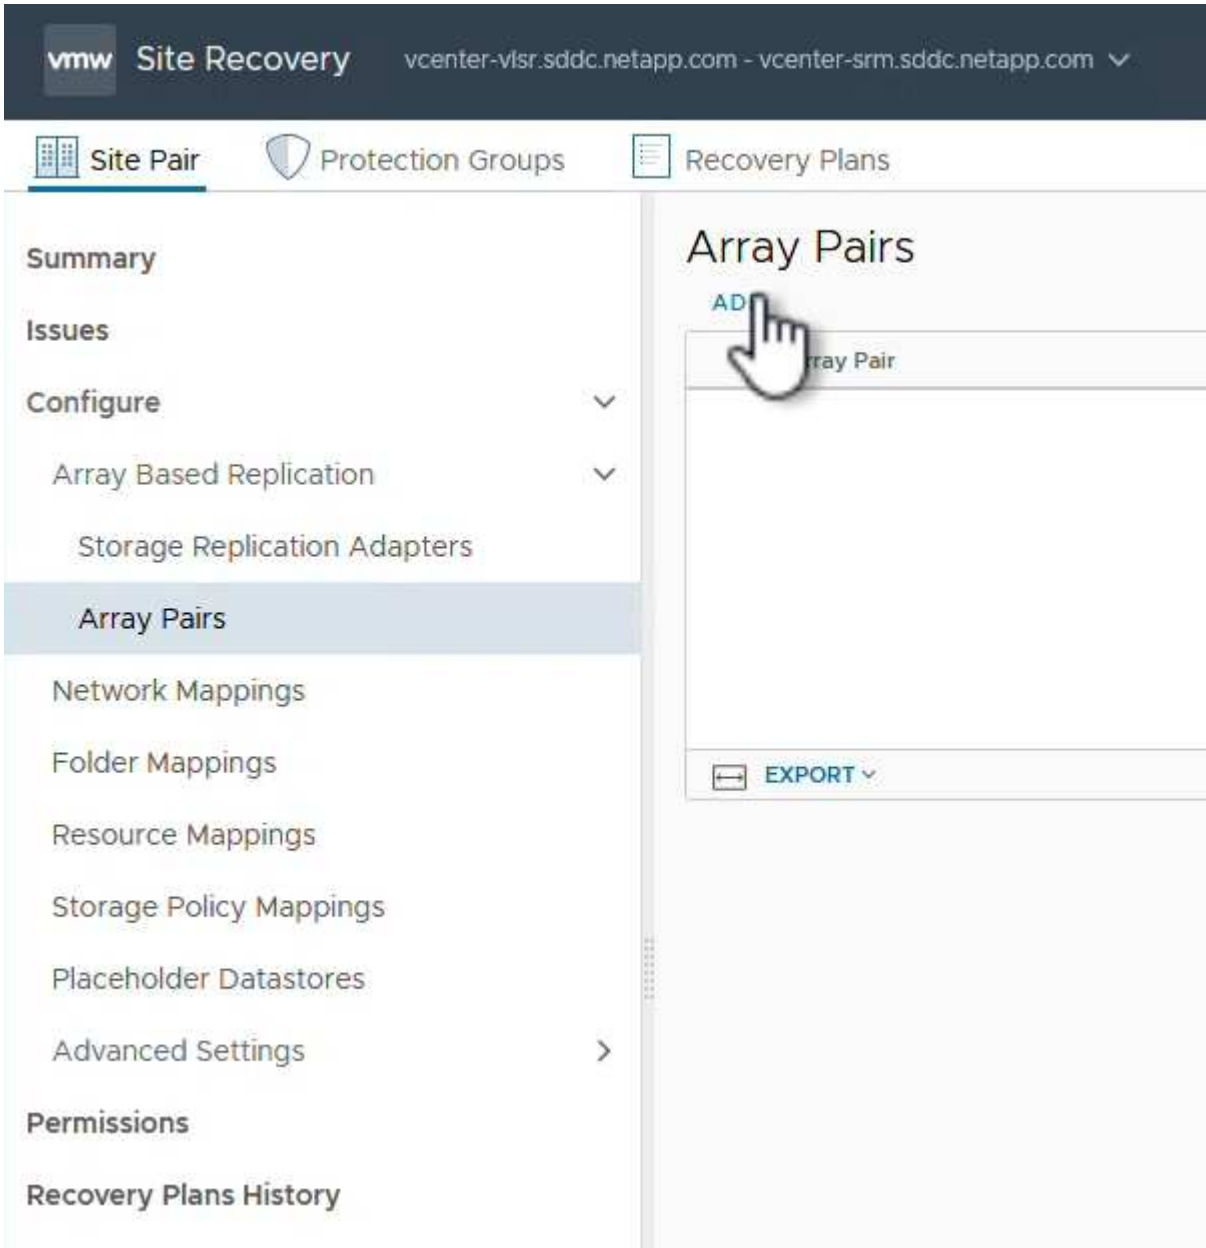 vmw Site Recovery vcenter-vlsr.sddc.netapp.com - vcenter-srm.sddc.netapp.com
Site Pair Protection Groups Recovery Plans
Summary
Issues
Configure
Array Based Replication
Storage Replication Adapters
Array Pairs
Network Mappings
Folder Mappings
Resource Mappings
Storage Policy Mappings
Placeholder Datastores
Advanced Settings
Permissions
Recovery Plans History
Array Pairs
Pair
EXPORT